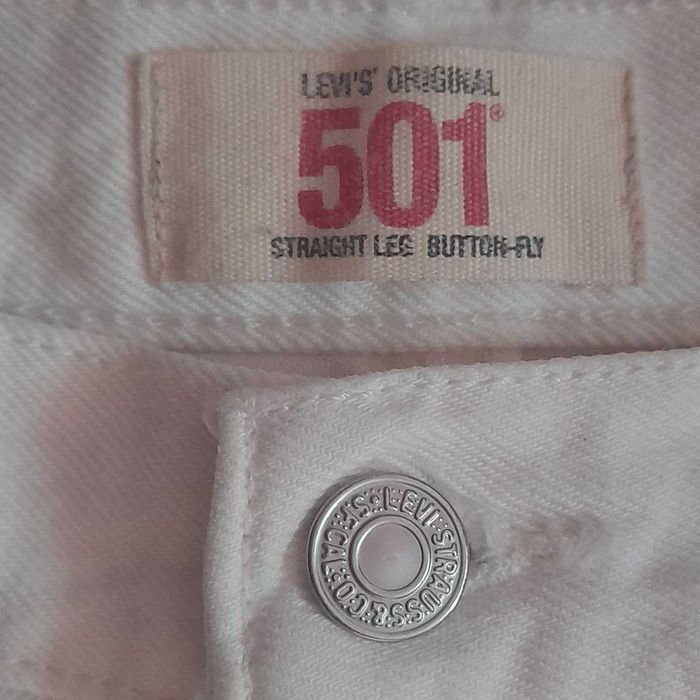 LEVI'S® ORIGINAL
501®
STRAIGHT LEG BUTTON-FLY
LEVI STRAUSS & CO S.F. CAL